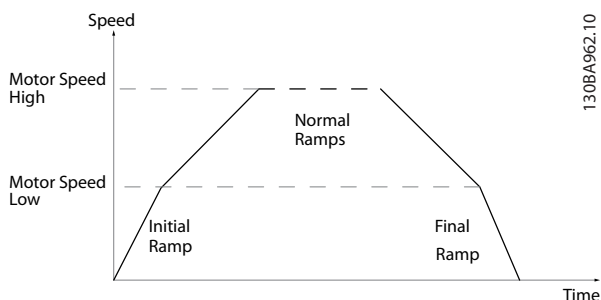 Speed
130BA962.10
Motor Speed
High
Normal
Ramps
Motor Speed
Low
Initial
Ramp
Final
Ramp
Time